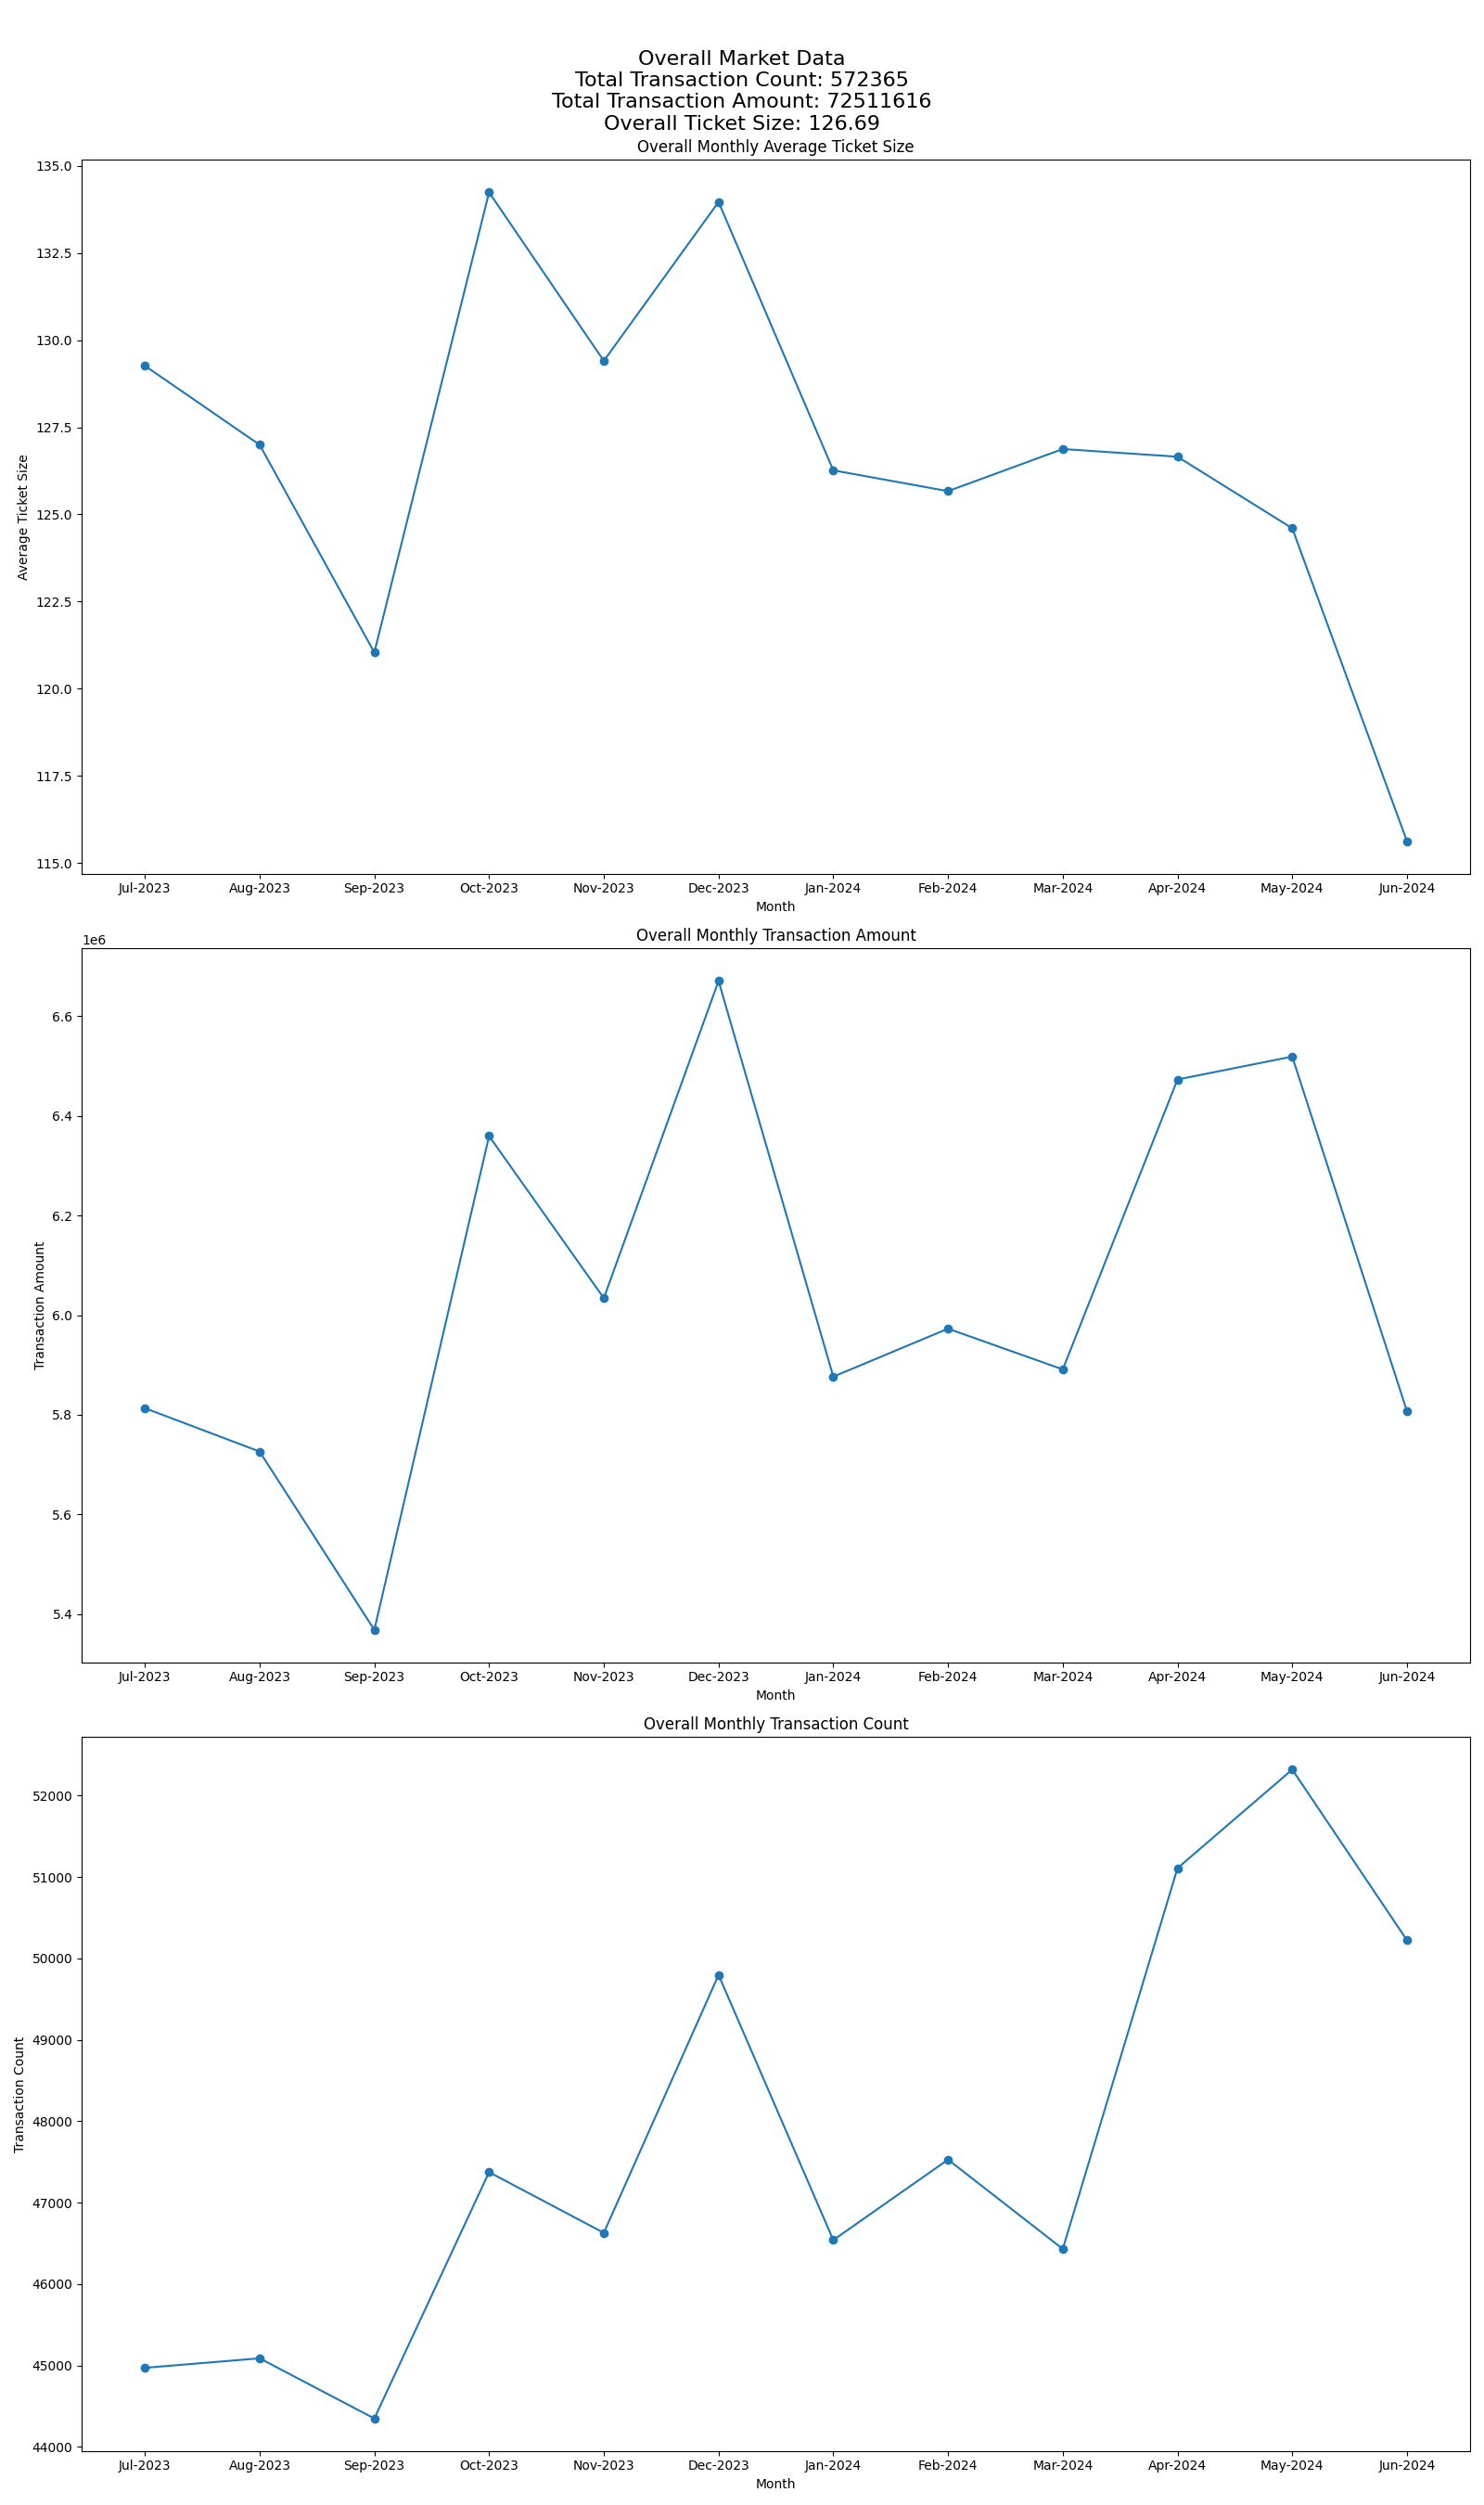 Overall Market Data
Total Transaction Count: 572365
Total Transaction Amount: 72511616
Overall Ticket Size: 126.69
Overall Monthly Average Ticket Size
135.0
132.5
130.0
127.5
125.0
122.5
120.0
117.5
115.0
Average Ticket Size
Jul-2023 Aug-2023 Sep-2023 Oct-2023 Nov-2023 Dec-2023 Jan-2024 Feb-2024 Mar-2024 Apr-2024 May-2024 Jun-2024
Month
Overall Monthly Transaction Amount
1e6
6.6
6.4
6.2
6.0
5.8
5.6
5.4
Transaction Amount
Jul-2023 Aug-2023 Sep-2023 Oct-2023 Nov-2023 Dec-2023 Jan-2024 Feb-2024 Mar-2024 Apr-2024 May-2024 Jun-2024
Month
Overall Monthly Transaction Count
52000
51000
50000
49000
48000
47000
46000
45000
44000
Transaction Count
Jul-2023 Aug-2023 Sep-2023 Oct-2023 Nov-2023 Dec-2023 Jan-2024 Feb-2024 Mar-2024 Apr-2024 May-2024 Jun-2024
Month